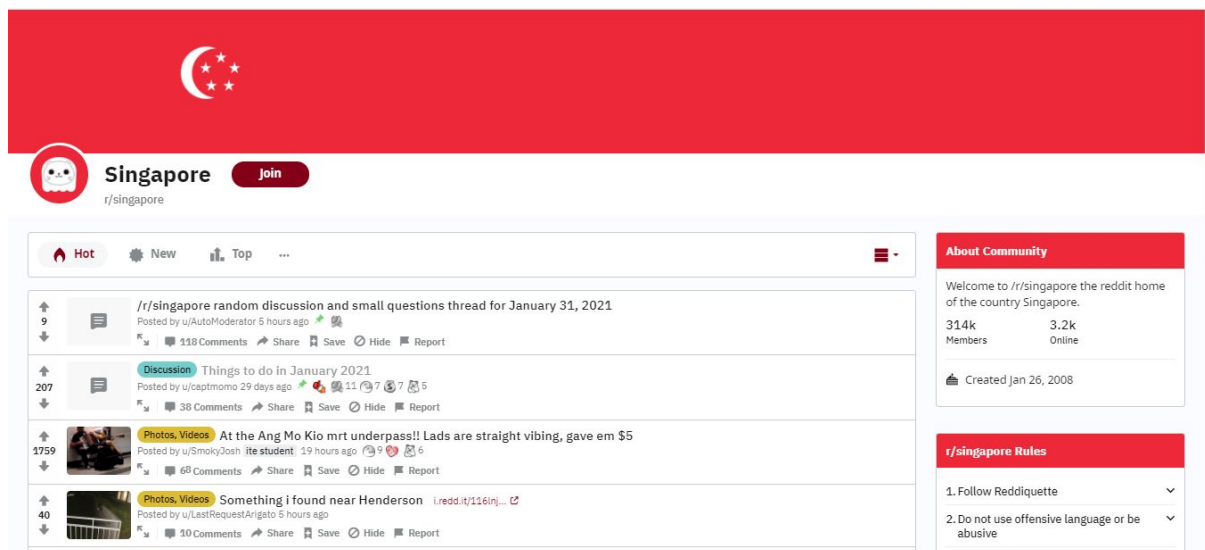 Singapore
Join
r/singapore
Hot
New
Top
...
/r/singapore random discussion and small questions thread for January 31, 2021
Posted by u/AutoModerator 5 hours ago
9
118 Comments Share Save Hide Report
Discussion Things to do in January 2021
Posted by u/captmomo 29 days ago 11 7 7 5
207
38 Comments Share Save Hide Report
Photos, Videos At the Ang Mo Kio mrt underpass!! Lads are straight vibing, gave em $5
Posted by u/SmokyJosh ite student 19 hours ago 9 6
1759
68 Comments Share Save Hide Report
Photos, Videos Something i found near Henderson i.redd.it/116inj...
Posted by u/LastRequestArigato 5 hours ago
40
10 Comments Share Save Hide Report
About Community
Welcome to /r/singapore the reddit home
of the country Singapore.
314k 3.2k
Members Online
Created Jan 26, 2008
r/singapore Rules
1. Follow Reddiquette
2. Do not use offensive language or be
abusive